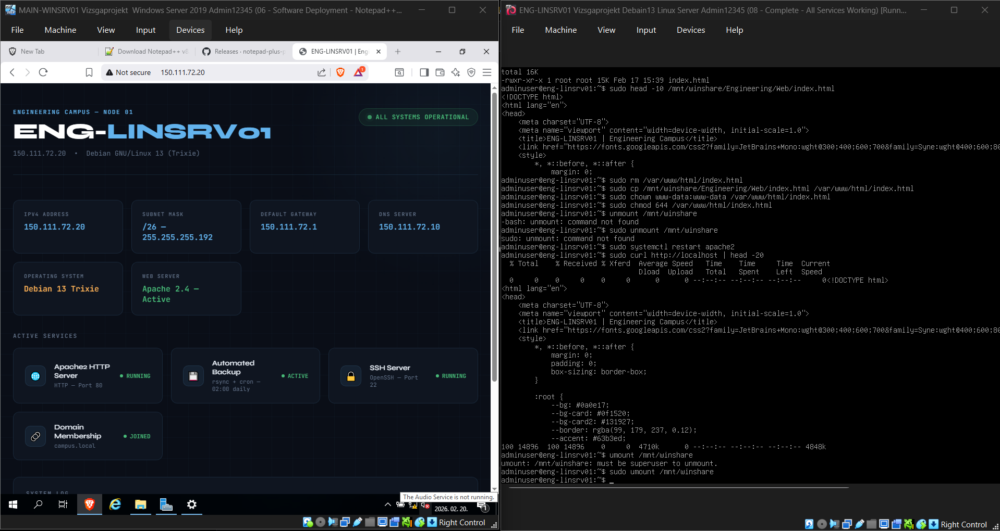 MAIN-WINSRV01 Vizsgaprojekt  Windows Server 2019 Admin12345 (06 - Software Deployment - Notepad++...
File Machine View Input Devices Help
New Tab
Download Notepad++ v8
Releases · notepad-plus-p
ENG-LINSRV01 | Eng
Not secure 150.111.72.20
1
ENGINEERING CAMPUS — NODE 01
ENG-LINSRV01
ALL SYSTEMS OPERATIONAL
150.111.72.20 • Debian GNU/Linux 13 (Trixie)
IPV4 ADDRESS
150.111.72.20
SUBNET MASK
/26 —
255.255.255.192
DEFAULT GATEWAY
150.111.72.1
DNS SERVER
150.111.72.10
OPERATING SYSTEM
Debian 13 Trixie
WEB SERVER
Apache 2.4 —
Active
ACTIVE SERVICES
Apache2 HTTP
Server
HTTP — Port 80
RUNNING
Automated
Backup
rsync + cron —
02:00 daily
ACTIVE
SSH Server
OpenSSH — Port
22
RUNNING
Domain
Membership
campus.local
JOINED
SYSTEM LOG
The Audio Service is not running.
2026. 02. 20.
1
Right Control
ENG-LINSRV01 Vizsgaprojekt Debain13 Linux Server Admin12345 (08 - Complete - All Services Working) [Runn...
File Machine View Input Devices Help
total 16K
-rwxr-xr-x 1 root root 15K Feb 17 15:39 index.html
adminuser@eng-linsrv01:~$ sudo head -10 /mnt/winshare/Engineering/Web/index.html
<!DOCTYPE html>
<html lang="en">
<head>
    <meta charset="UTF-8">
    <meta name="viewport" content="width=device-width, initial-scale=1.0">
    <title>ENG-LINSRV01 | Engineering Campus</title>
    <link href="https://fonts.googleapis.com/css2?family=JetBrains+Mono:wght@300;400;600;700&family=Syne:wght@400;600;80
    <style>
        *, *::before, *::after {
            margin: 0;
adminuser@eng-linsrv01:~$ sudo rm /var/www/html/index.html
adminuser@eng-linsrv01:~$ sudo cp /mnt/winshare/Engineering/Web/index.html /var/www/html/index.html
adminuser@eng-linsrv01:~$ sudo chown www-data:www-data /var/www/html/index.html
adminuser@eng-linsrv01:~$ sudo chmod 644 /var/www/html/index.html
adminuser@eng-linsrv01:~$ unmount /mnt/winshare
-bash: unmount: command not found
adminuser@eng-linsrv01:~$ sudo unmount /mnt/winshare
sudo: unmount: command not found
adminuser@eng-linsrv01:~$ sudo systemctl restart apache2
adminuser@eng-linsrv01:~$ sudo curl http://localhost | head -20
  % Total    % Received % Xferd  Average Speed   Time    Time     Time  Current
                                 Dload  Upload   Total   Spent    Left  Speed
  0     0    0     0    0     0      0      0 --:--:-- --:--:-- --:--:--     0<!DOCTYPE html>
<html lang="en">
<head>
    <meta charset="UTF-8">
    <meta name="viewport" content="width=device-width, initial-scale=1.0">
    <title>ENG-LINSRV01 | Engineering Campus</title>
    <link href="https://fonts.googleapis.com/css2?family=JetBrains+Mono:wght@300;400;600;700&family=Syne:wght@400;600;80
    <style>
        *, *::before, *::after {
            margin: 0;
            padding: 0;
            box-sizing: border-box;
        }
        :root {
            --bg: #0a0e17;
            --bg-card: #0f1520;
            --bg-card2: #131927;
            --border: rgba(99, 179, 237, 0.12);
            --accent: #63b3ed;
100 14896  100 14896    0     0  4710k      0 --:--:-- --:--:-- --:--:-- 4848k
adminuser@eng-linsrv01:~$ umount /mnt/winshare
umount: /mnt/winshare: must be superuser to unmount.
adminuser@eng-linsrv01:~$ sudo umount /mnt/winshare
adminuser@eng-linsrv01:~$ _
Right Control